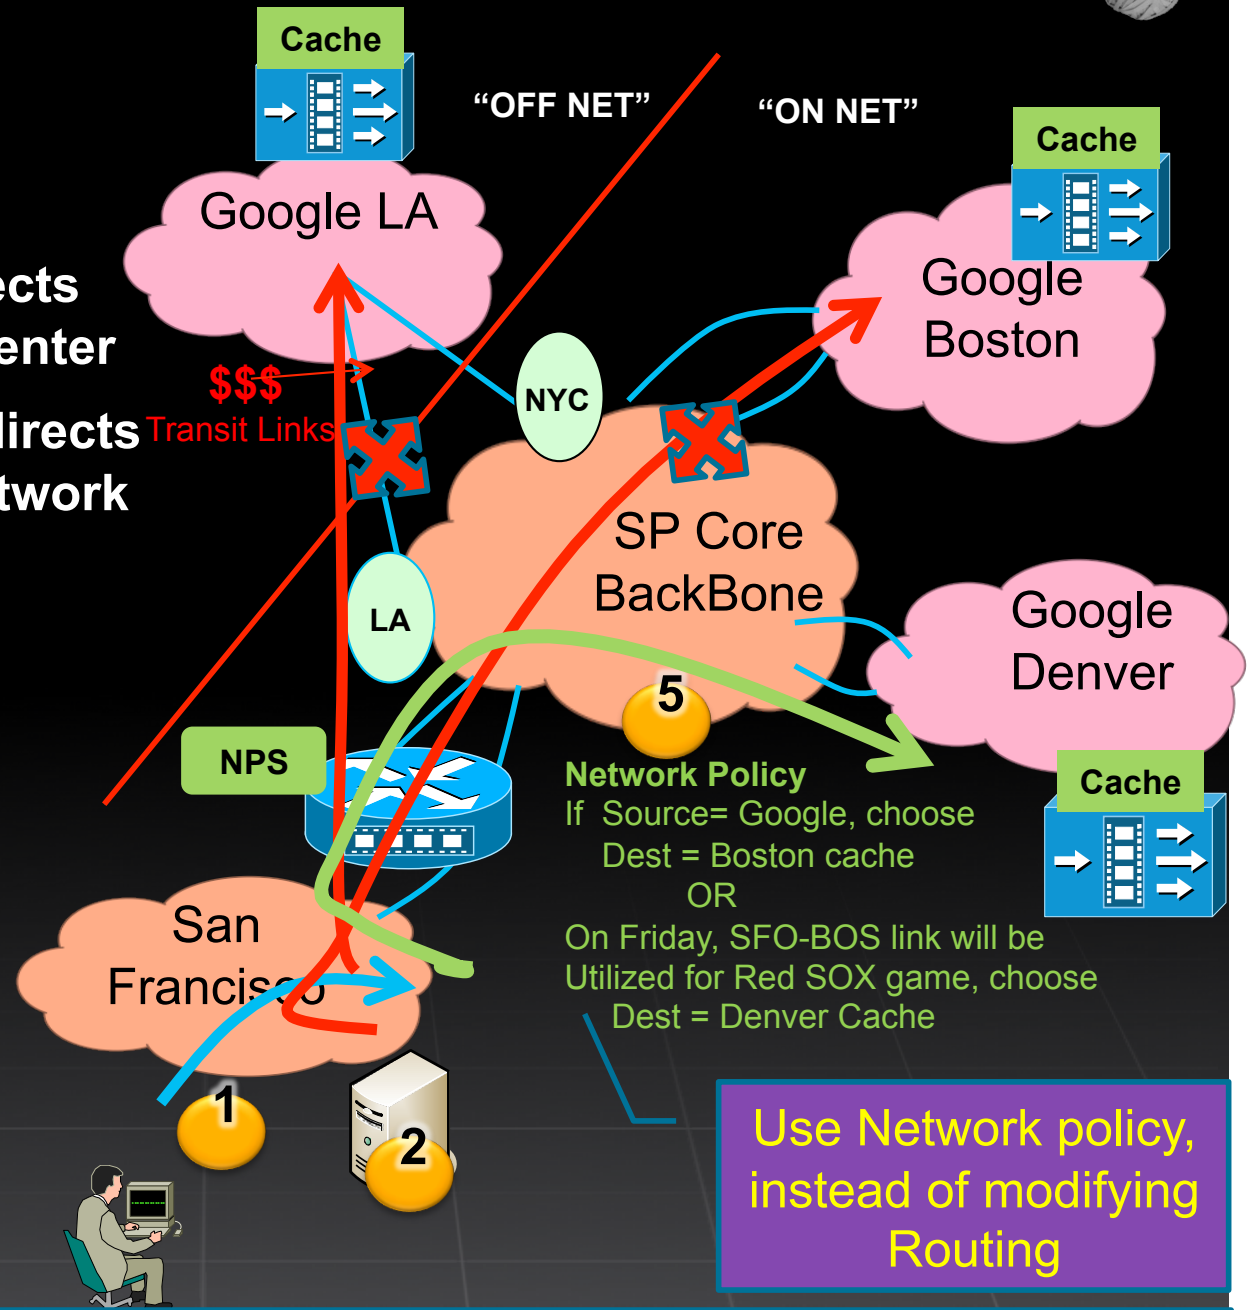 Cache
“OFF NET”
“ON NET”
Cache
Google LA
Google
Boston
ects
enter
$$$
Transit Links
directs
twork
NYC
SP Core
BackBone
LA
Google
Denver
5
NPS
Network Policy
If Source= Google, choose
Dest = Boston cache
OR
On Friday, SFO-BOS link will be
Utilized for Red SOX game, choose
Dest = Denver Cache
Cache
San
Francisco
1
2
Use Network policy,
instead of modifying
Routing